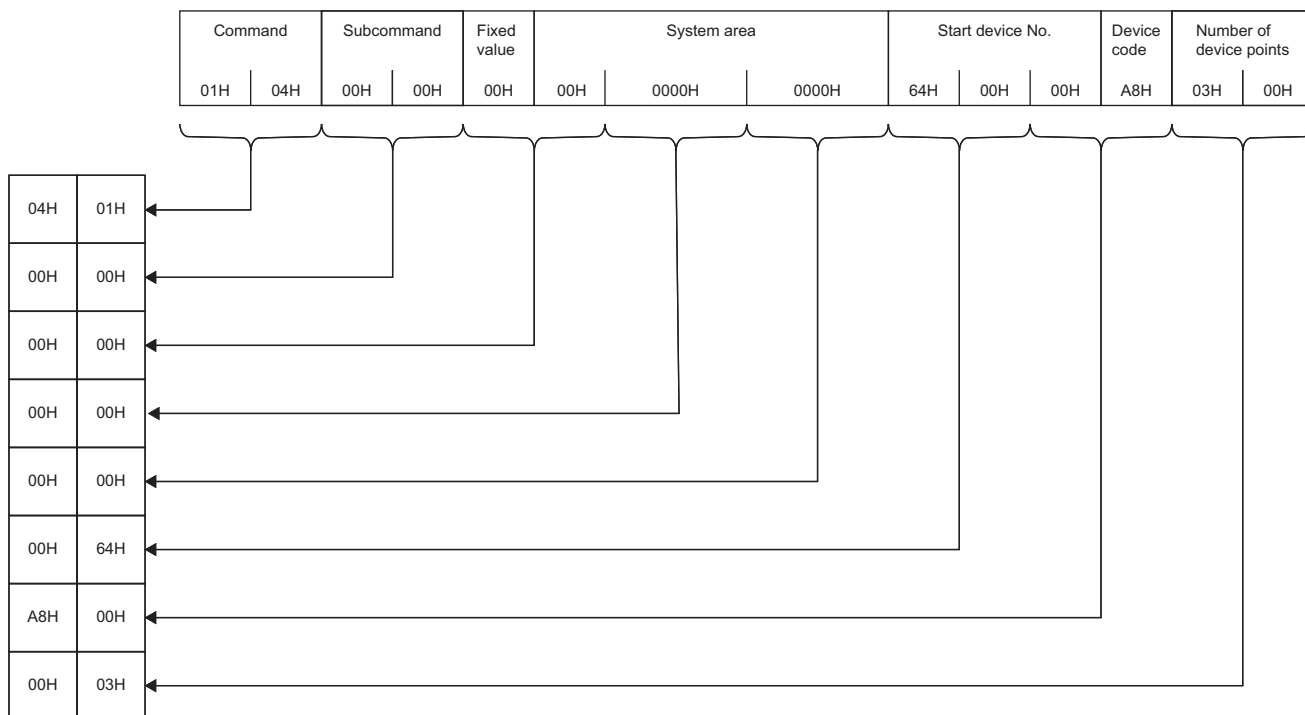 Command Subcommand Fixed value System area Start device No. Device code Number of device points
01H 04H 00H 00H 00H 00H 0000H 0000H 64H 00H 00H A8H 03H 00H
04H 01H
00H 00H
00H 00H
00H 00H
00H 00H
00H 64H
A8H 00H
00H 03H